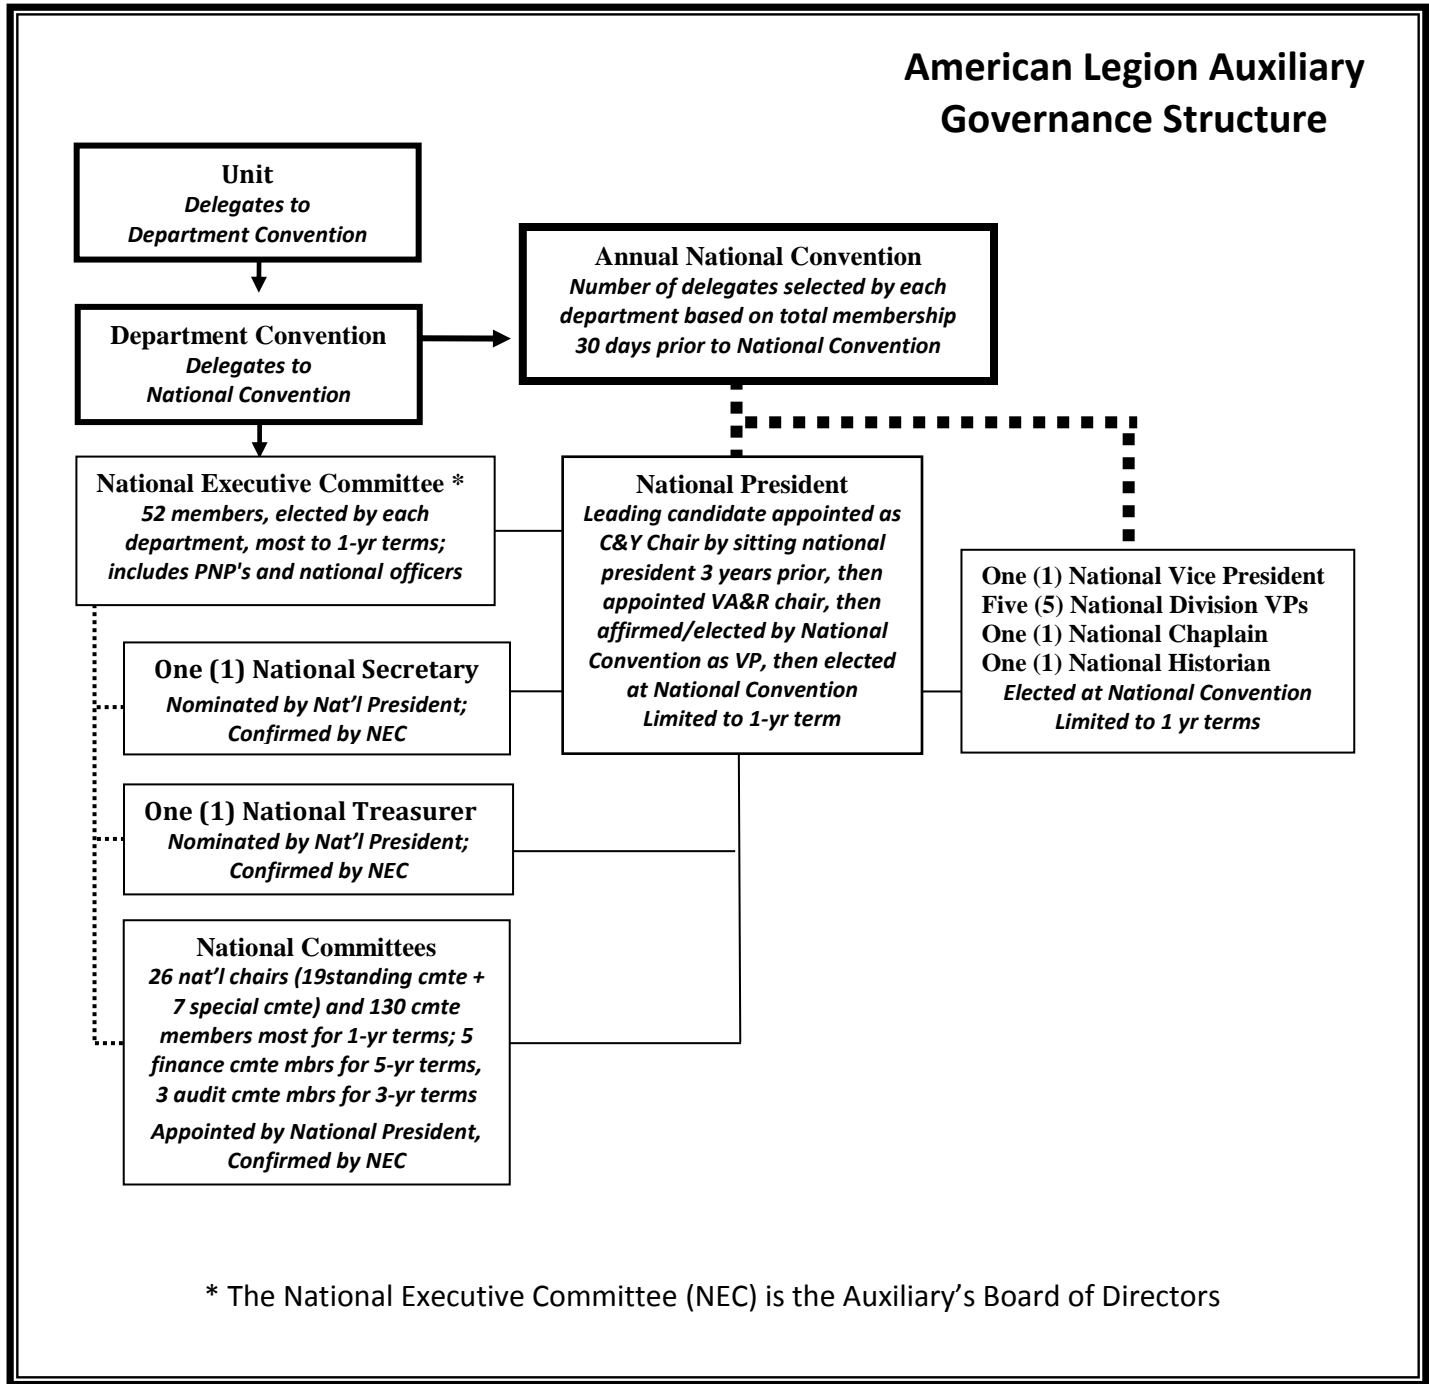 American Legion Auxiliary
Governance Structure
Unit
Delegates to
Department Convention
Annual National Convention
Number of delegates selected by each
department based on total membership
30 days prior to National Convention
Department Convention
Delegates to
National Convention
National Executive Committee *
52 members, elected by each
department, most to 1-yr terms;
includes PNP's and national officers
National President
Leading candidate appointed as
C&Y Chair by sitting national
president 3 years prior, then
appointed VA&R chair, then
affirmed/elected by National
Convention as VP, then elected
at National Convention
Limited to 1-yr term
One (1) National Vice President
Five (5) National Division VPs
One (1) National Chaplain
One (1) National Historian
Elected at National Convention
Limited to 1 yr terms
One (1) National Secretary
Nominated by Nat’l President;
Confirmed by NEC
One (1) National Treasurer
Nominated by Nat’l President;
Confirmed by NEC
National Committees
26 nat’l chairs (19standing cmte +
7 special cmte) and 130 cmte
members most for 1-yr terms; 5
finance cmte mbrs for 5-yr terms,
3 audit cmte mbrs for 3-yr terms
Appointed by National President,
Confirmed by NEC
* The National Executive Committee (NEC) is the Auxiliary’s Board of Directors